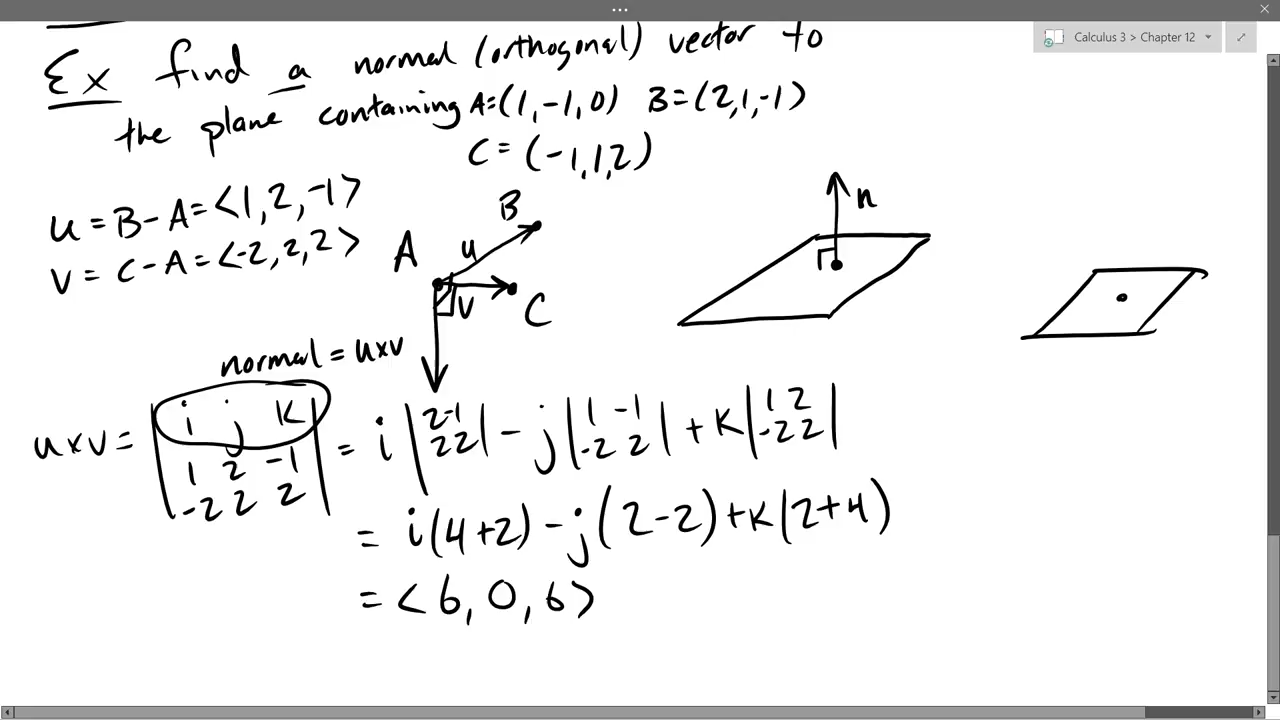 Calculus 3 > Chapter 12
Ex find a normal (orthogonal) vector to
the plane containing A=(1,-1,0) B=(2,1,-1)
C=(-1,1,2)
u=B-A=<1,2,-1>
v=C-A=<-2,2,2>
A
u
B
v
C
n
normal=uxv
uxv= | i j k | = i | 2 -1 | - j | 1 -1 | + k | 1 2 |
| 1 2 -1 | | 2 2 | | -2 2 | | -2 2 |
| -2 2 2 |
= i(4+2)-j(2-2)+k(2+4)
= <6,0,6>